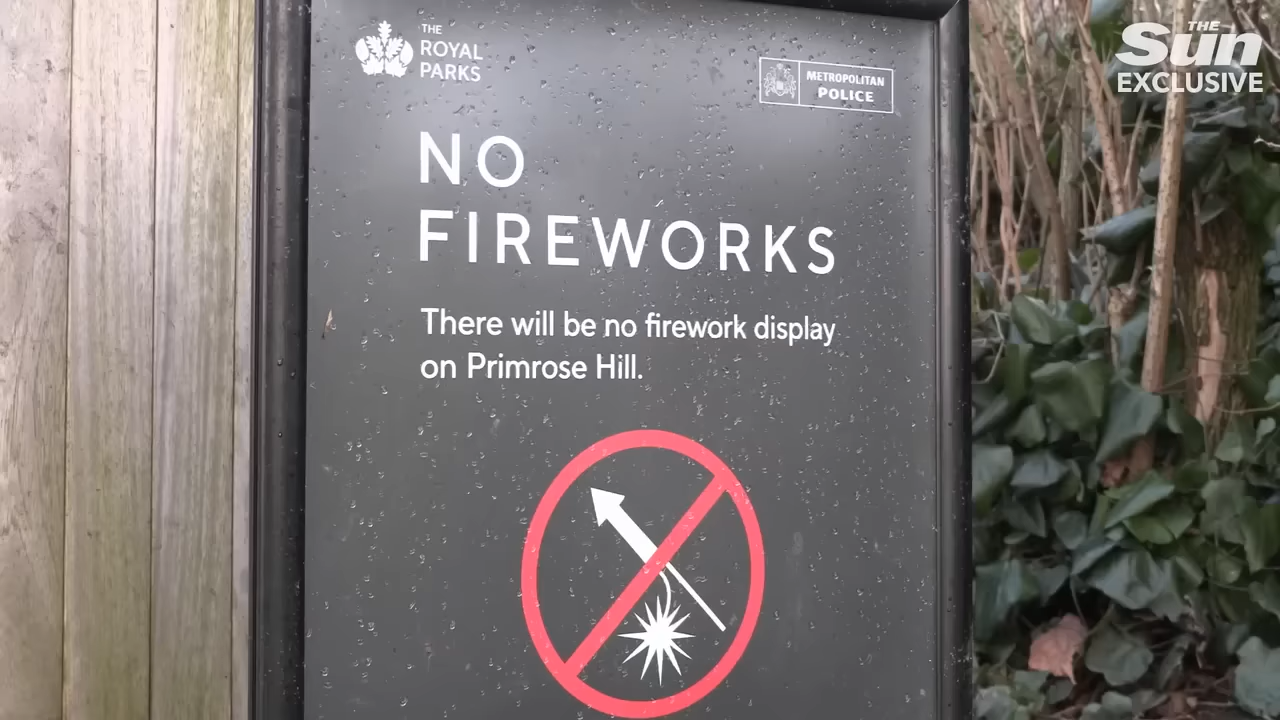 THE
ROYAL
PARKS
METROPOLITAN
POLICE
THE
Sun
EXCLUSIVE
NO
FIREWORKS
There will be no firework display
on Primrose Hill.